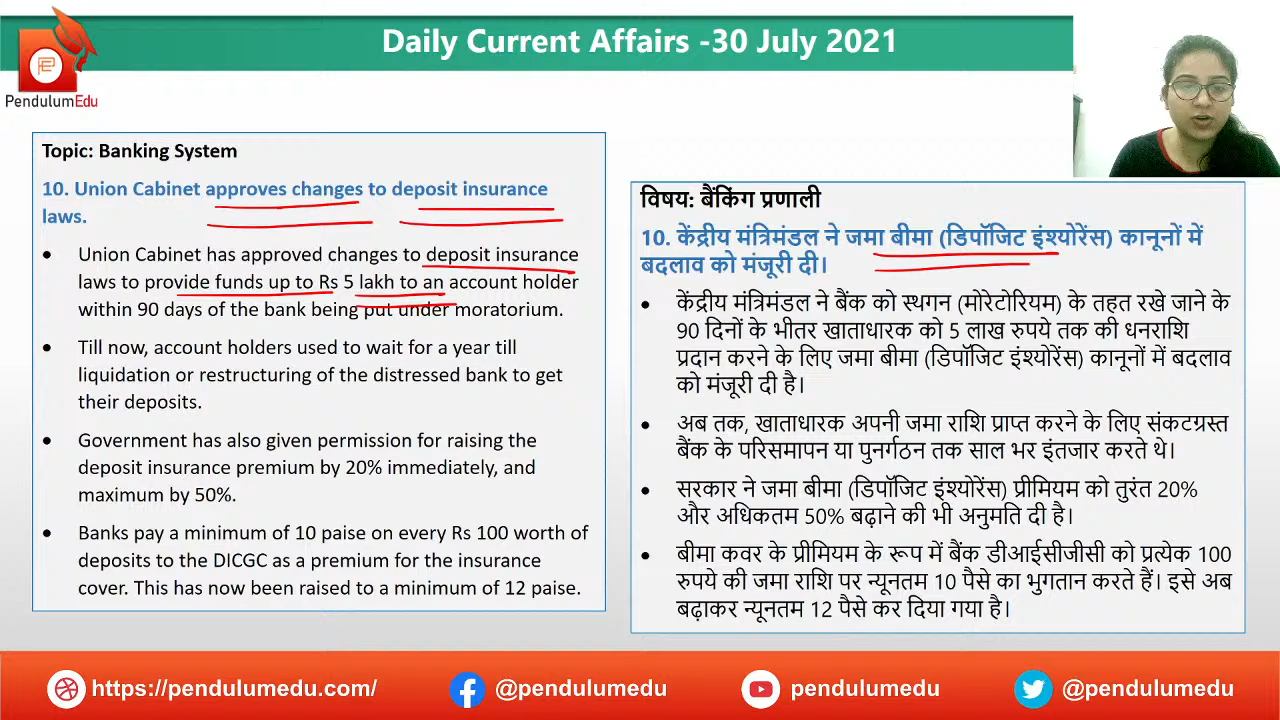 Daily Current Affairs -30 July 2021
PendulumEdu
Topic: Banking System
10. Union Cabinet approves changes to deposit insurance
laws.
• Union Cabinet has approved changes to deposit insurance
laws to provide funds up to Rs 5 lakh to an account holder
within 90 days of the bank being put under moratorium.
• Till now, account holders used to wait for a year till
liquidation or restructuring of the distressed bank to get
their deposits.
• Government has also given permission for raising the
deposit insurance premium by 20% immediately, and
maximum by 50%.
• Banks pay a minimum of 10 paise on every Rs 100 worth of
deposits to the DICGC as a premium for the insurance
cover. This has now been raised to a minimum of 12 paise.
विषय: बैंकिंग प्रणाली
10. केंद्रीय मंत्रिमंडल ने जमा बीमा (डिपॉजिट इंश्योरेंस) कानूनों में
बदलाव को मंजूरी दी।
• केंद्रीय मंत्रिमंडल ने बैंक को स्थगन (मोरेटोरियम) के तहत रखे जाने के
90 दिनों के भीतर खाताधारक को 5 लाख रुपये तक की धनराशि
प्रदान करने के लिए जमा बीमा (डिपॉजिट इंश्योरेंस) कानूनों में बदलाव
को मंजूरी दी है।
• अब तक, खाताधारक अपनी जमा राशि प्राप्त करने के लिए संकटग्रस्त
बैंक के परिसमापन या पुनर्गठन तक साल भर इंतजार करते थे।
• सरकार ने जमा बीमा (डिपॉजिट इंश्योरेंस) प्रीमियम को तुरंत 20%
और अधिकतम 50% बढ़ाने की भी अनुमति दी है।
• बीमा कवर के प्रीमियम के रूप में बैंक डीआईसीजीसी को प्रत्येक 100
रुपये की जमा राशि पर न्यूनतम 10 पैसे का भुगतान करते हैं। इसे अब
बढ़ाकर न्यूनतम 12 पैसे कर दिया गया है।
https://pendulumedu.com/
@pendulumedu
pendulumedu
@pendulumedu